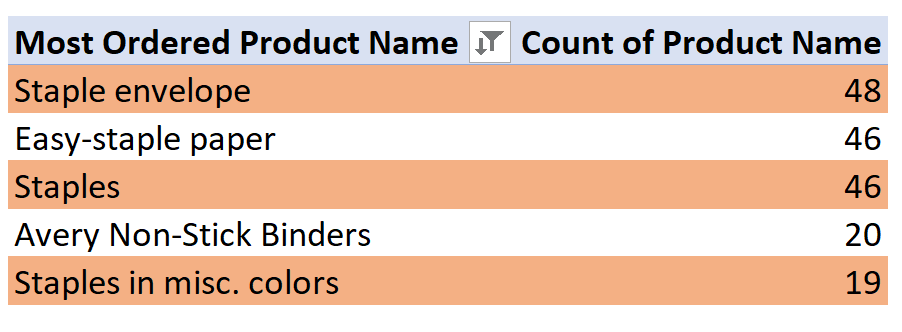 Most Ordered Product Name Count of Product Name
Staple envelope 48
Easy-staple paper 46
Staples 46
Avery Non-Stick Binders 20
Staples in misc. colors 19